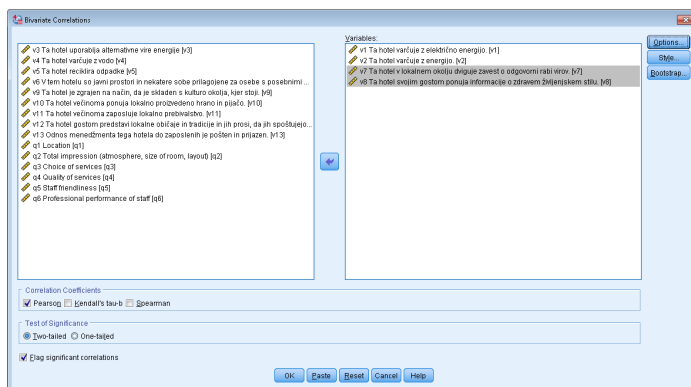 Bivariate Correlations
v3 Ta hotel uporablja alternativne vire energije [v3]
v4 Ta hotel varčuje z vodo [v4]
v5 Ta hotel reciklira odpadke [v5]
v6 V tem hotelu so javni prostori in nekatere sobe prilagojene za osebe s posebnimi ...
v9 Ta hotel je zgrajen na način, da je skladen s kulturo okolja, kjer stoji. [v9]
v10 Ta hotel večinoma ponuja lokalno proizvedeno hrano in pijačo. [v10]
v11 Ta hotel večinoma zaposluje lokalno prebivalstvo. [v11]
v12 Ta hotel gostom predstavi lokalne običaje in tradicije in jih prosi, da jih spoštujejo...
v13 Odnos menedžmenta tega hotela do zaposlenih je pošten in prijazen. [v13]
q1 Location [q1]
q2 Total impression (atmosphere, size of room, layout) [q2]
q3 Choice of services [q3]
q4 Quality of services [q4]
q5 Staff friendliness [q5]
q6 Professional performance of staff [q6]
Variables:
v1 Ta hotel varčuje z električno energijo. [v1]
v2 Ta hotel varčuje z energijo. [v2]
v7 Ta hotel v lokalnem okolju dviguje zavest o odgovorni rabi virov. [v7]
v8 Ta hotel svojim gostom ponuja informacije o zdravem življenjskem stilu. [v8]
Options...
Style...
Bootstrap...
Correlation Coefficients
Pearson Kendall's tau-b Spearman
Test of Significance
Two-tailed One-tailed
Flag significant correlations
OK Paste Reset Cancel Help